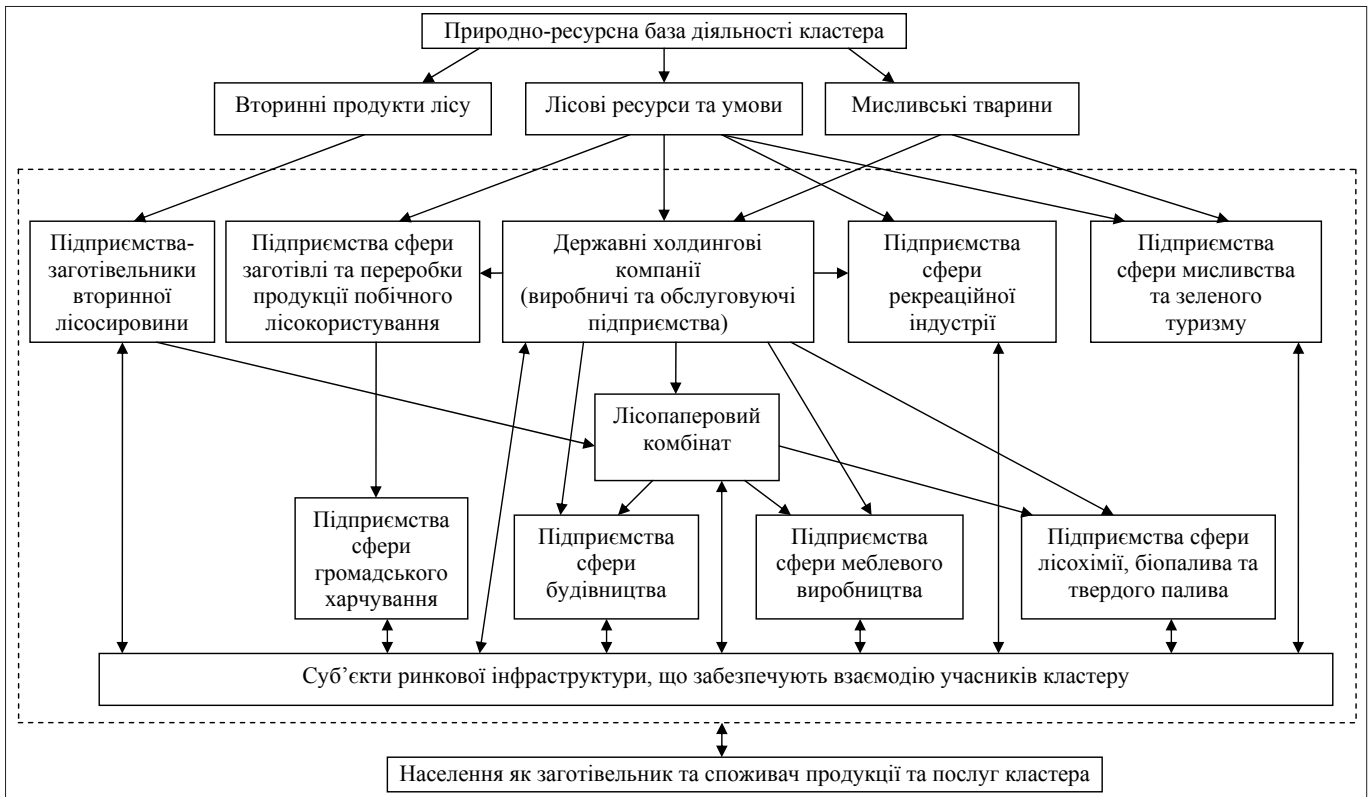 Природно-ресурсна база діяльності кластера
Вторинні продукти лісу
Лісові ресурси та умови
Мисливські тварини
Підприємства-
заготівельники
вторинної
лісосировини
Підприємства сфери
заготівлі та переробки
продукції побічного
лісокористування
Державні холдингові
компанії
(виробничі та обслуговуючі
підприємства)
Підприємства
сфери
рекреаційної
індустрії
Підприємства
сфери мисливства
та зеленого
туризму
Лісопаперовий
комбінат
Підприємства
сфери
громадського
харчування
Підприємства
сфери
будівництва
Підприємства
сфери меблевого
виробництва
Підприємства сфери
лісохімії, біопалива та
твердого палива
Суб’єкти ринкової інфраструктури, що забезпечують взаємодію учасників кластеру
Населення як заготівельник та споживач продукції та послуг кластера